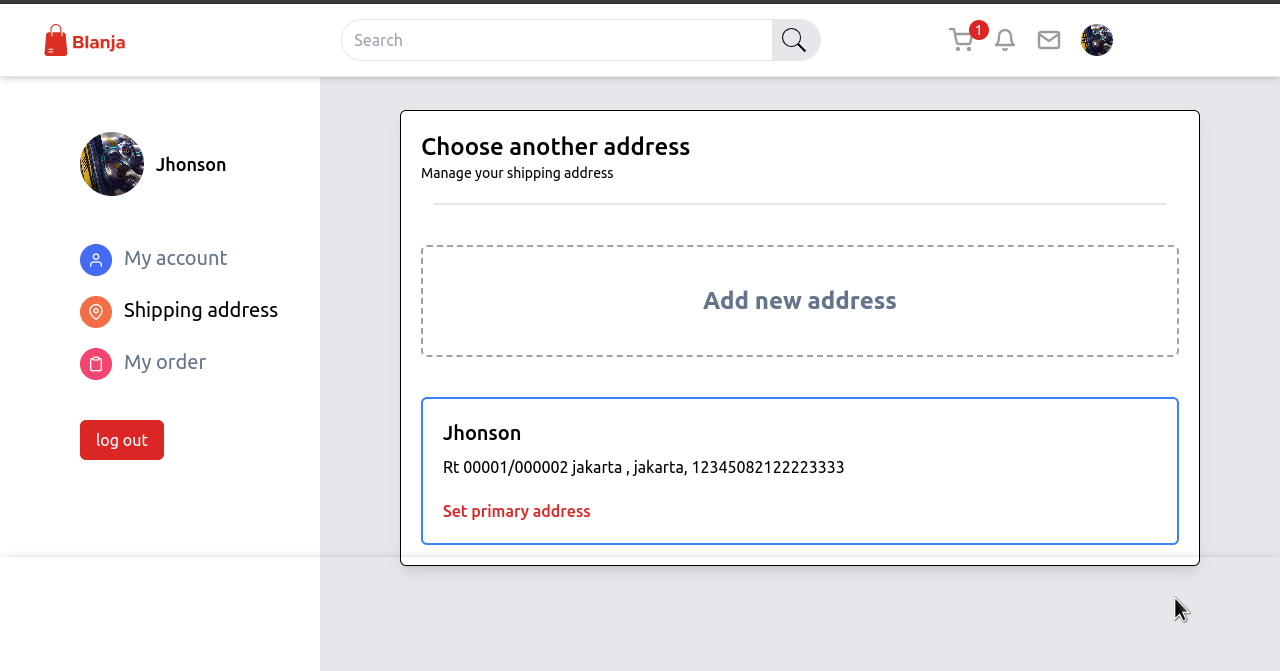 Blanja
Search
1
Jhonson
My account
Shipping address
My order
log out
Choose another address
Manage your shipping address
Add new address
Jhonson
Rt 00001/000002 jakarta , jakarta, 12345082122223333
Set primary address